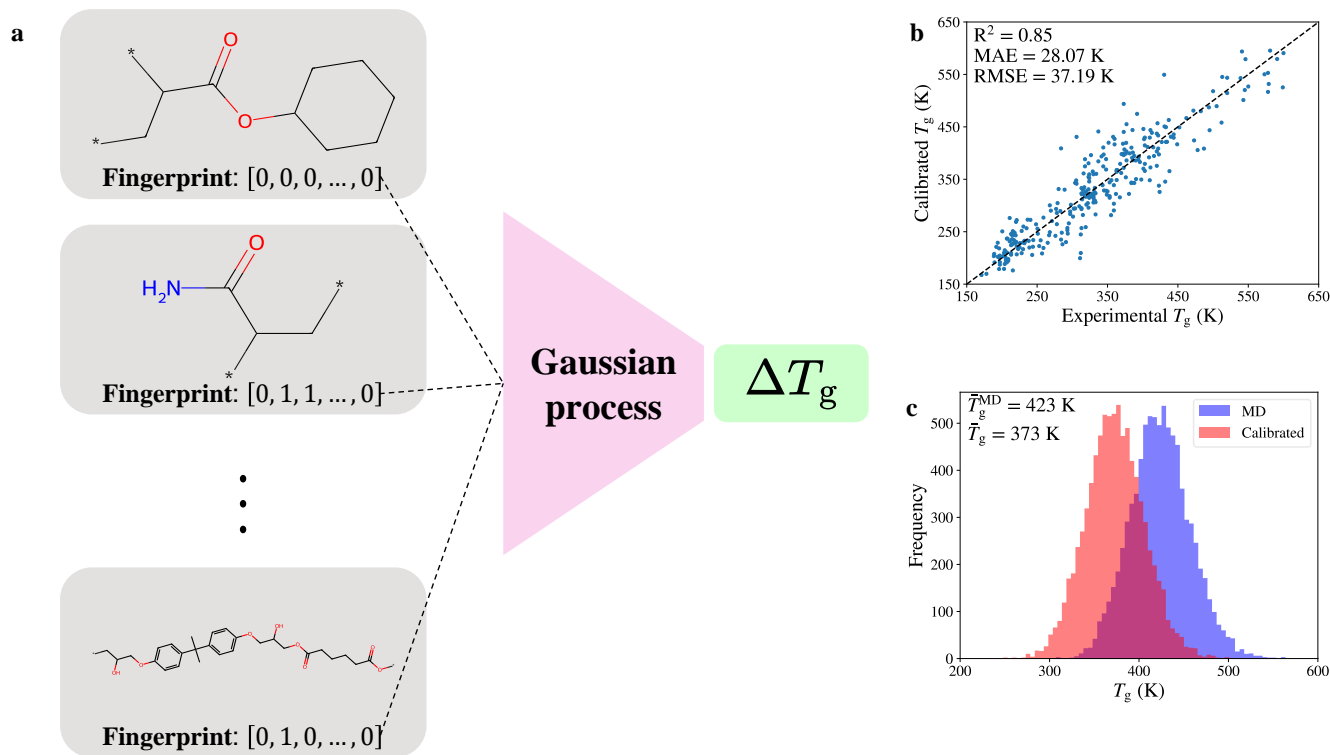 a
*
*
O
O
Fingerprint: [0, 0, 0, … , 0]
O
H2N
*
*
Fingerprint: [0, 1, 1, … , 0]
OH
O
O
OH
O
O
O
O
Fingerprint: [0, 1, 0, … , 0]
Gaussian
process
ΔTg
b
R² = 0.85
MAE = 28.07 K
RMSE = 37.19 K
Calibrated Tg (K)
650
550
450
350
250
150
150 250 350 450 550 650
Experimental Tg (K)
c
T̄gMD = 423 K
T̄g = 373 K
MD
Calibrated
Frequency
500
400
300
200
100
0
200 300 400 500 600
Tg (K)